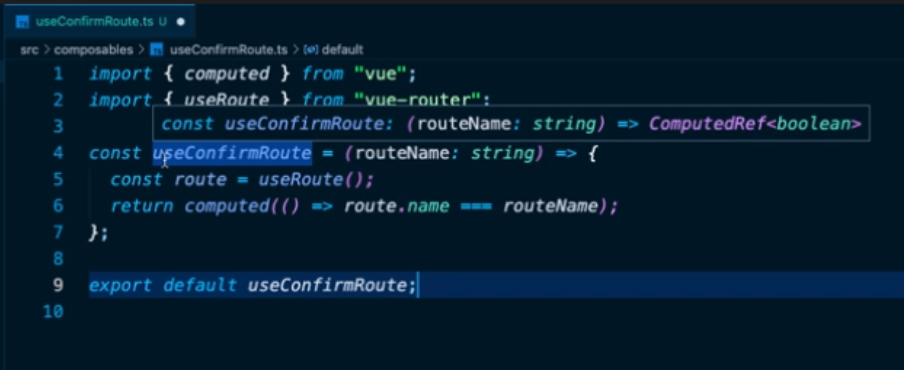 TS useConfirmRoute.ts U ●
src > composables > TS useConfirmRoute.ts > default
1 import { computed } from "vue";
2 import { useRoute } from "vue-router";
3 const useConfirmRoute: (routeName: string) => ComputedRef<boolean>
4 const useConfirmRoute = (routeName: string) => {
5 const route = useRoute();
6 return computed(() => route.name === routeName);
7 };
8
9 export default useConfirmRoute;
10